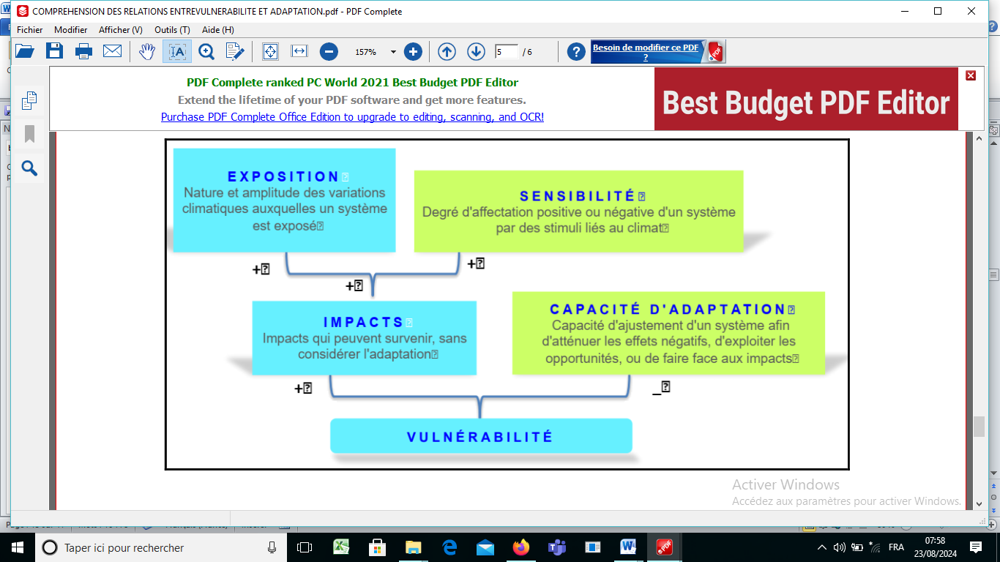 COMPREHENSION DES RELATIONS ENTREVULNERABILITE ET ADAPTATION.pdf - PDF Complete
Fichier Modifier Afficher (V) Outils (T) Aide (H)
157% 5 / 6 Besoin de modifier ce PDF ?
PDF Complete ranked PC World 2021 Best Budget PDF Editor
Extend the lifetime of your PDF software and get more features.
Purchase PDF Complete Office Edition to upgrade to editing, scanning, and OCR!
Best Budget PDF Editor
EXPOSITION
Nature et amplitude des variations
climatiques auxquelles un système
est exposé
SENSIBILITÉ
Degré d'affectation positive ou négative d'un système
par des stimuli liés au climat
+
+
+
IMPACTS
Impacts qui peuvent survenir, sans
considérer l'adaptation
CAPACITÉ D'ADAPTATION
Capacité d'ajustement d'un système afin
d'atténuer les effets négatifs, d'exploiter les
opportunités, ou de faire face aux impacts
+
_
VULNÉRABILITÉ
Activer Windows
Accédez aux paramètres pour activer Windows.
Taper ici pour rechercher
FRA
07:58
23/08/2024